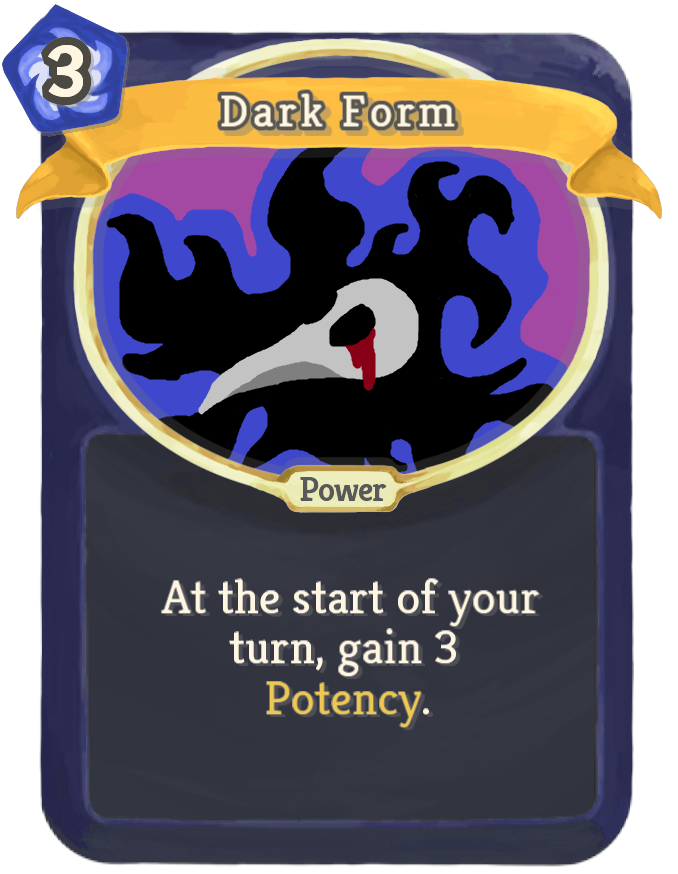 3
Dark Form
Power
At the start of your
turn, gain 3
Potency.